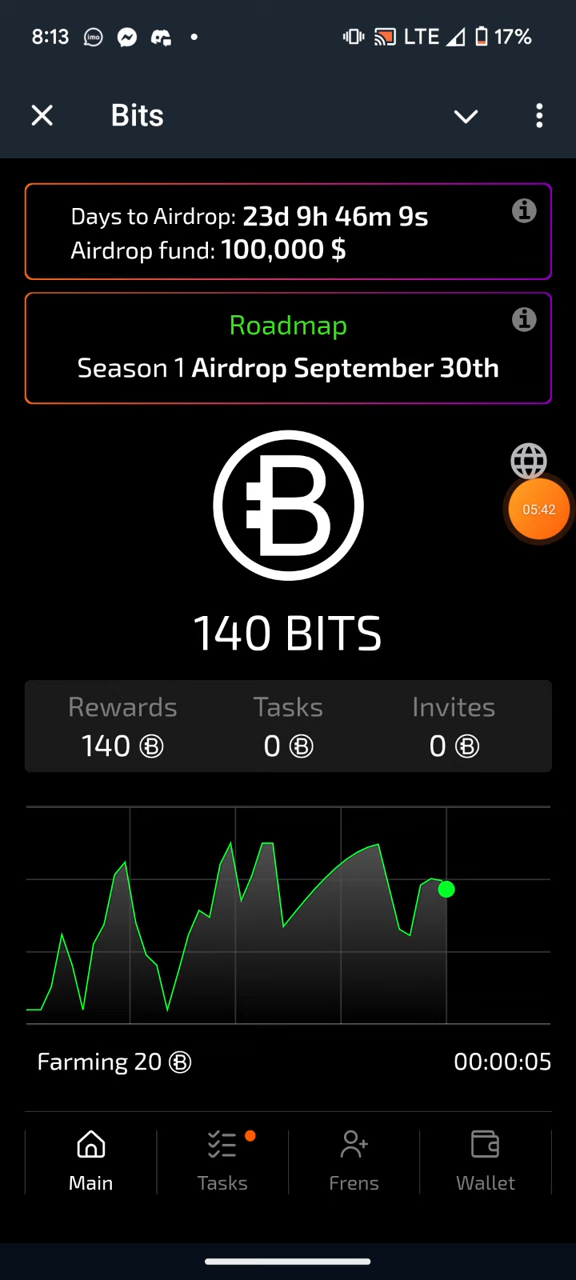 8:13 imo LTE 17%
Bits
Days to Airdrop: 23d 9h 46m 9s
Airdrop fund: 100,000 $
Roadmap
Season 1 Airdrop September 30th
05:42
140 BITS
Rewards Tasks Invites
140 0 0
Farming 20 00:00:05
Main Tasks Frens Wallet